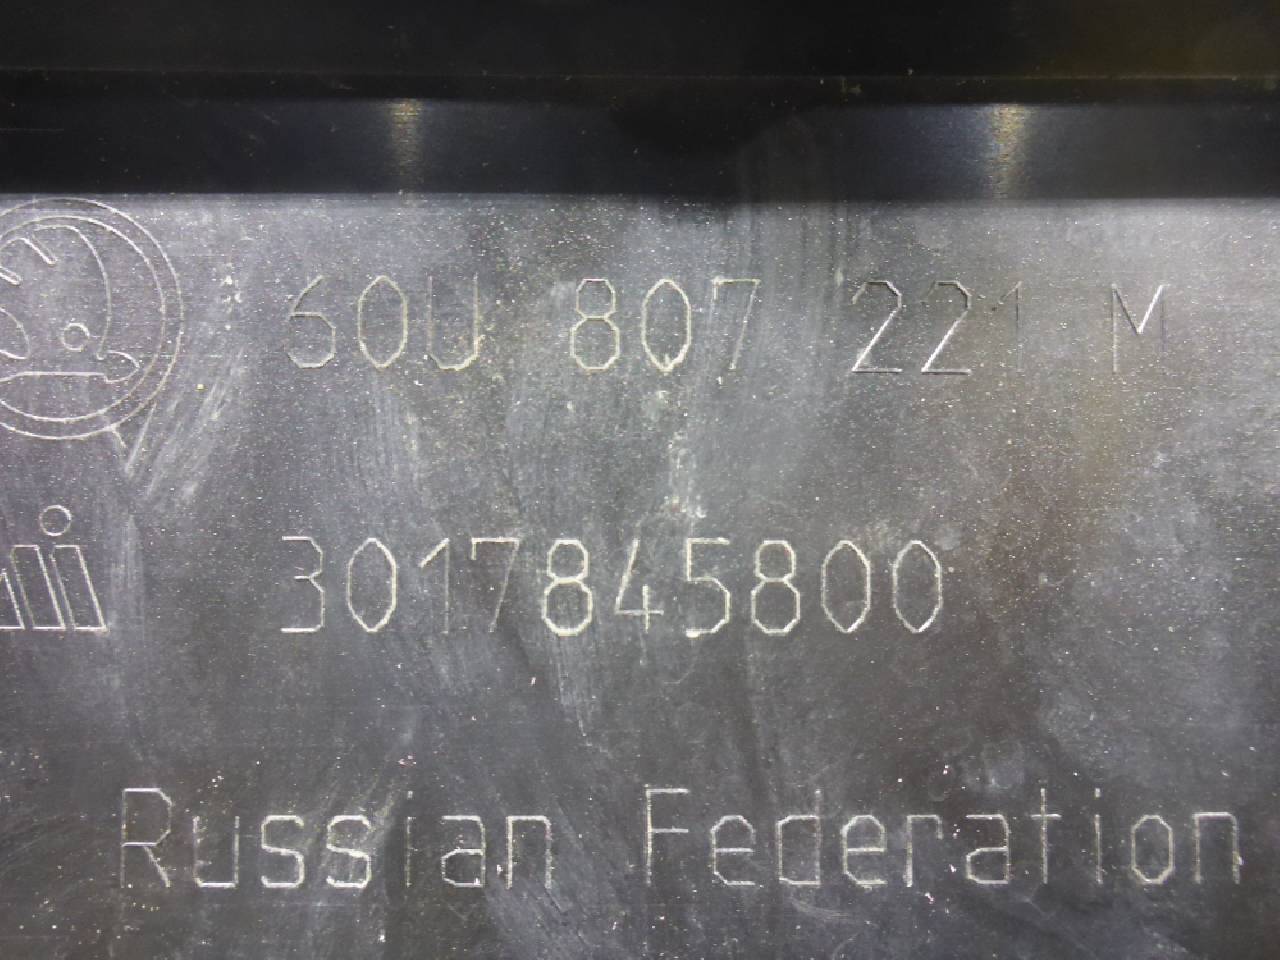 60U 807 221 M
3017845800
Russian Federation